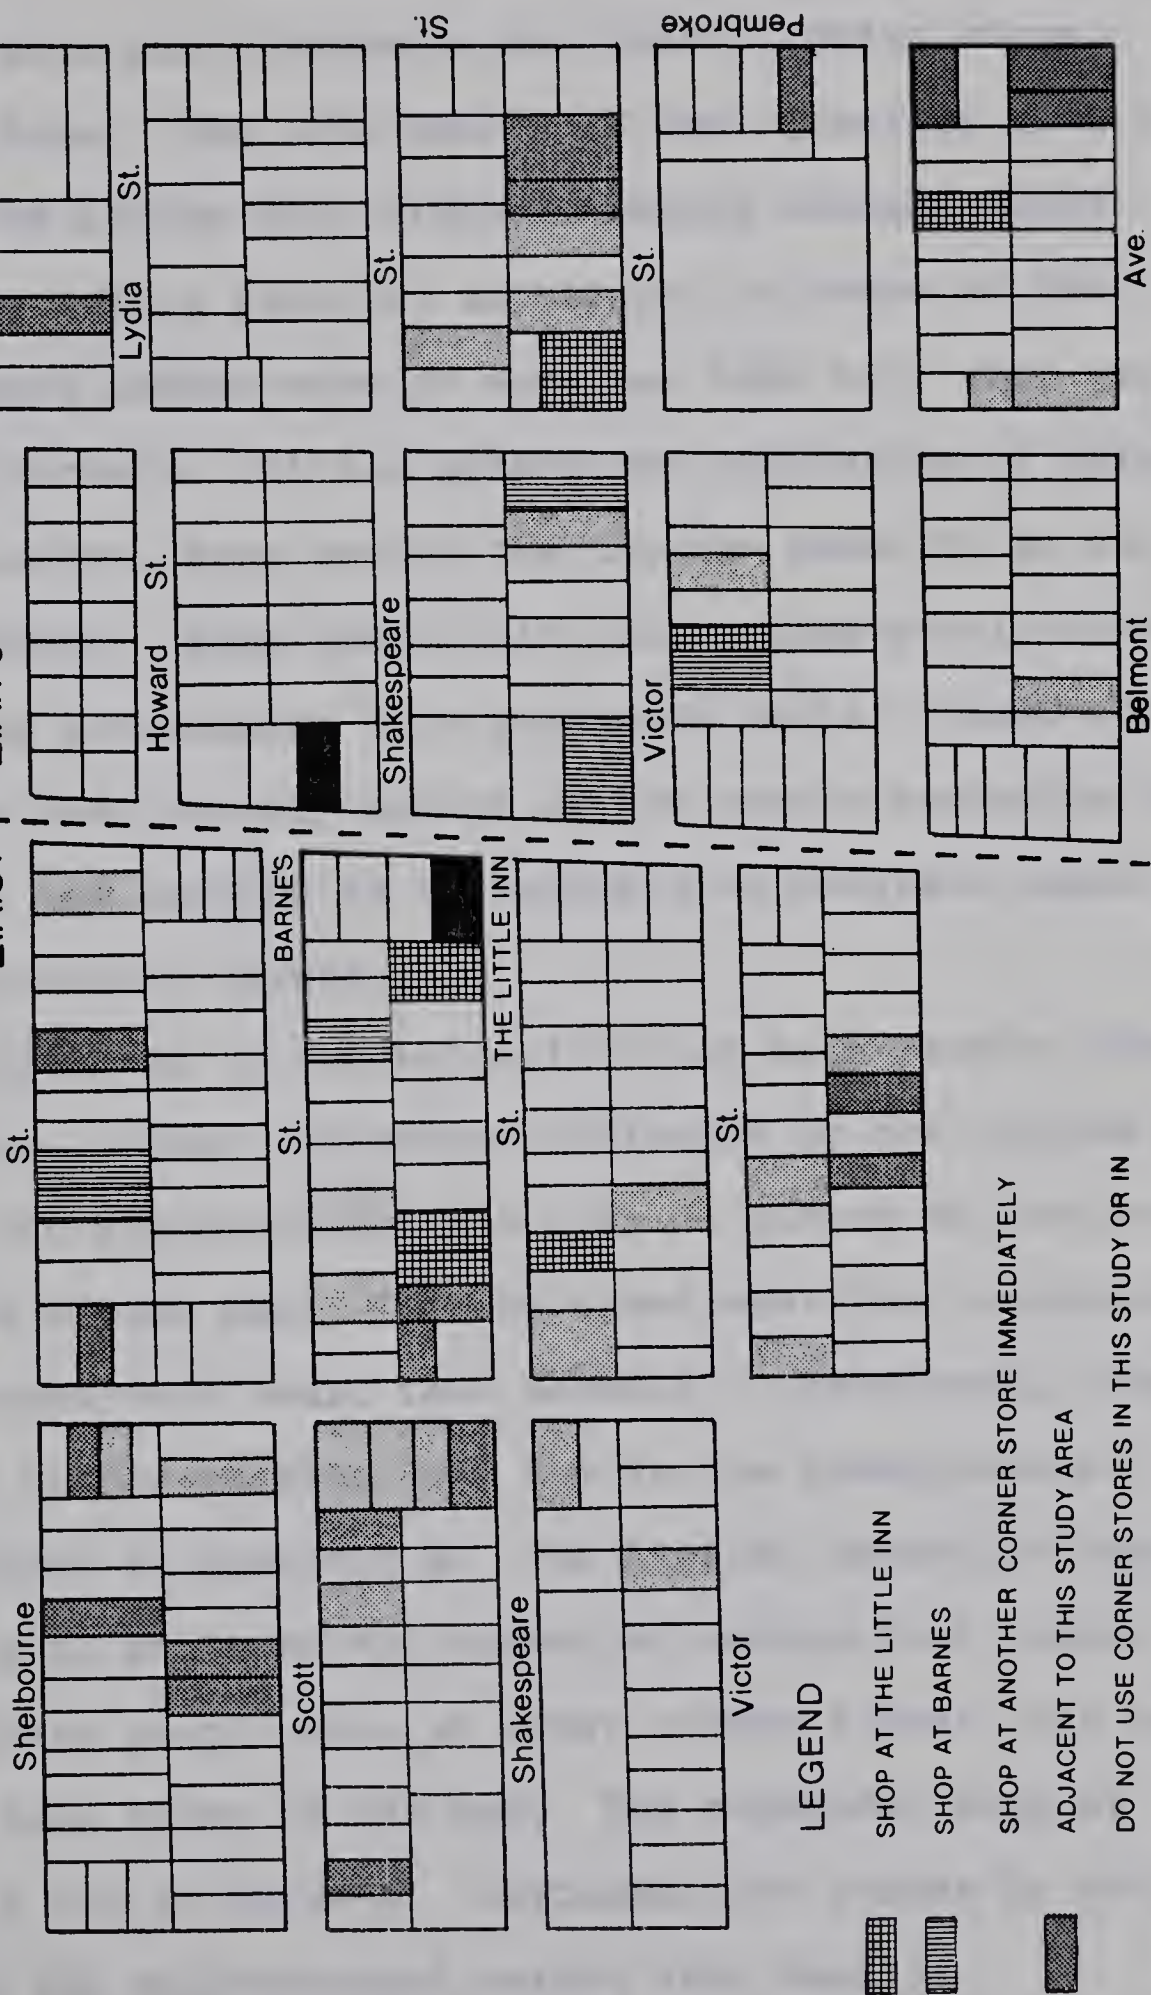 Shelbourne St.
Lydia St.
Howard St.
Scott St. BARNE'S
Shakespeare St.
Pembroke St.
Shakespeare St. THE LITTLE INN
Victor St.
Victor St.
Belmont Ave.
LEGEND
SHOP AT THE LITTLE INN
SHOP AT BARNES
SHOP AT ANOTHER CORNER STORE IMMEDIATELY
ADJACENT TO THIS STUDY AREA
DO NOT USE CORNER STORES IN THIS STUDY OR IN